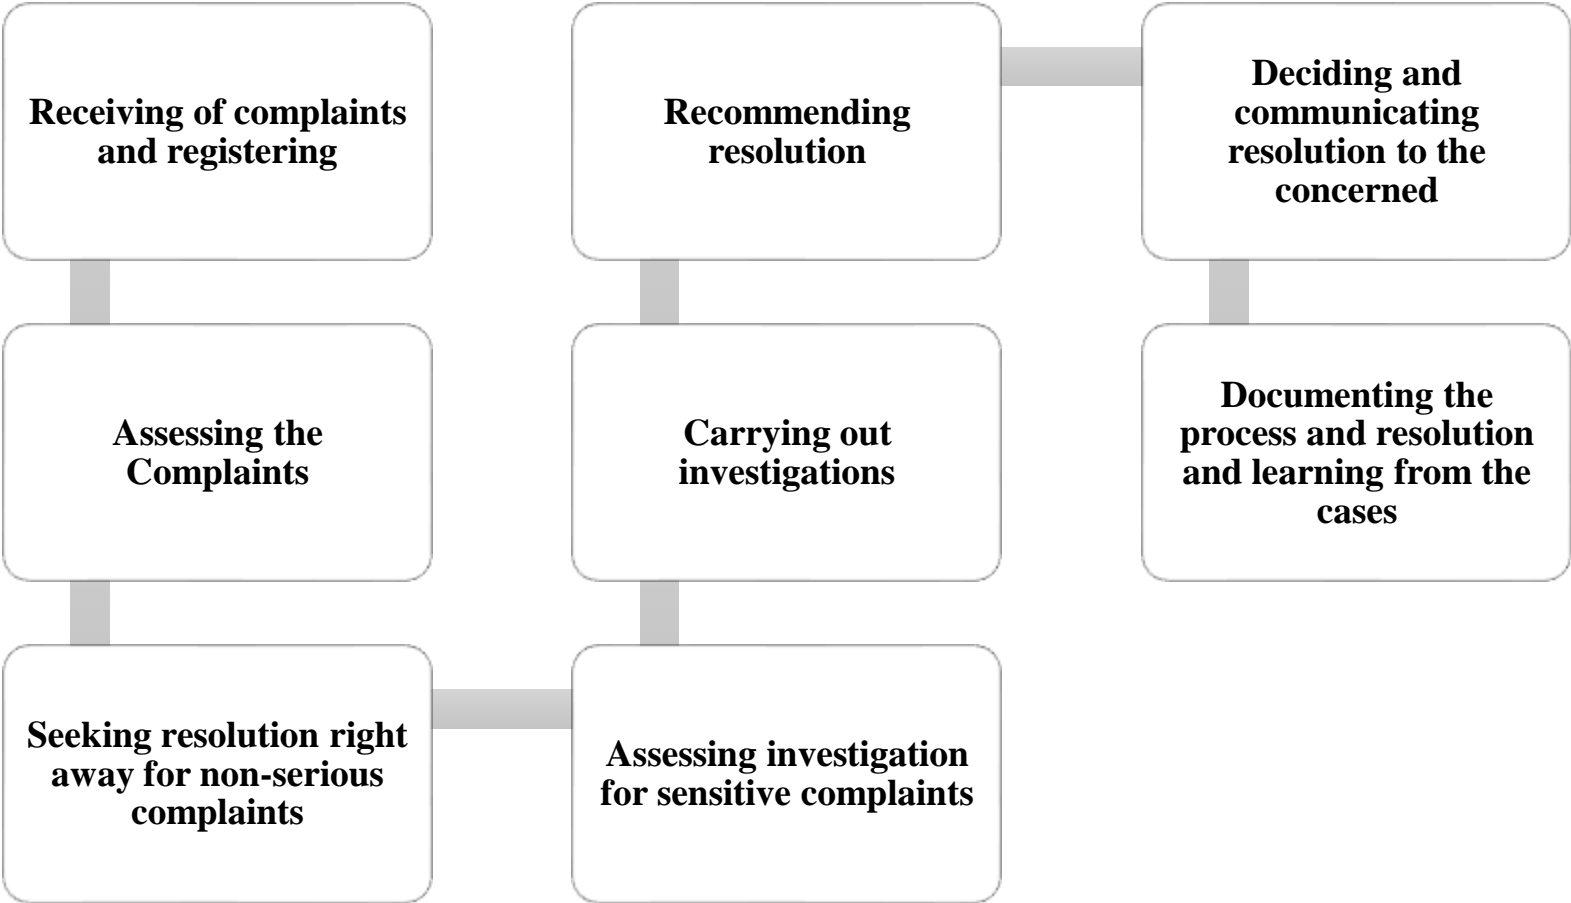 Receiving of complaints
and registering
Assessing the
Complaints
Seeking resolution right
away for non-serious
complaints
Assessing investigation
for sensitive complaints
Carrying out
investigations
Recommending
resolution
Deciding and
communicating
resolution to the
concerned
Documenting the
process and resolution
and learning from the
cases